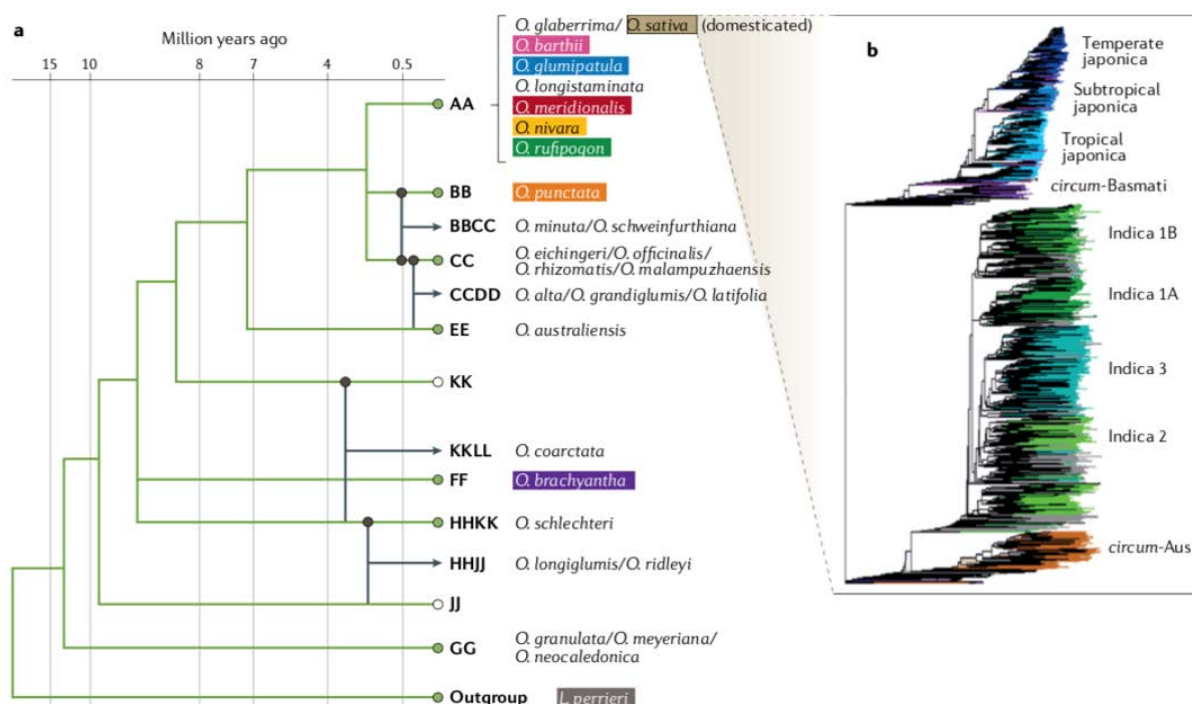 a
Million years ago
15 10 8 7 4 0.5
O. glaberrima/ O. sativa (domesticated)
O. barthii
O. glumipatula
O. longistaminata
O. meridionalis
O. nivara
O. rufipogon
AA
BB
O. punctata
BBCC
O. minuta/O. schweinfurthiana
CC
O. eichingeri/O. officinalis/
O. rhizomatis/O. malampuzhaensis
CCDD
O. alta/O. grandiglumis/O. latifolia
EE
O. australiensis
KK
KKLL
O. coarctata
FF
O. brachyantha
HHKK
O. schlechteri
HHJJ
O. longiglumis/O. ridleyi
JJ
GG
O. granulata/O. meyeriana/
O. neocaledonica
Outgroup
L. perrieri
b
Temperate
japonica
Subtropical
japonica
Tropical
japonica
circum-Basmati
Indica 1B
Indica 1A
Indica 3
Indica 2
circum-Aus